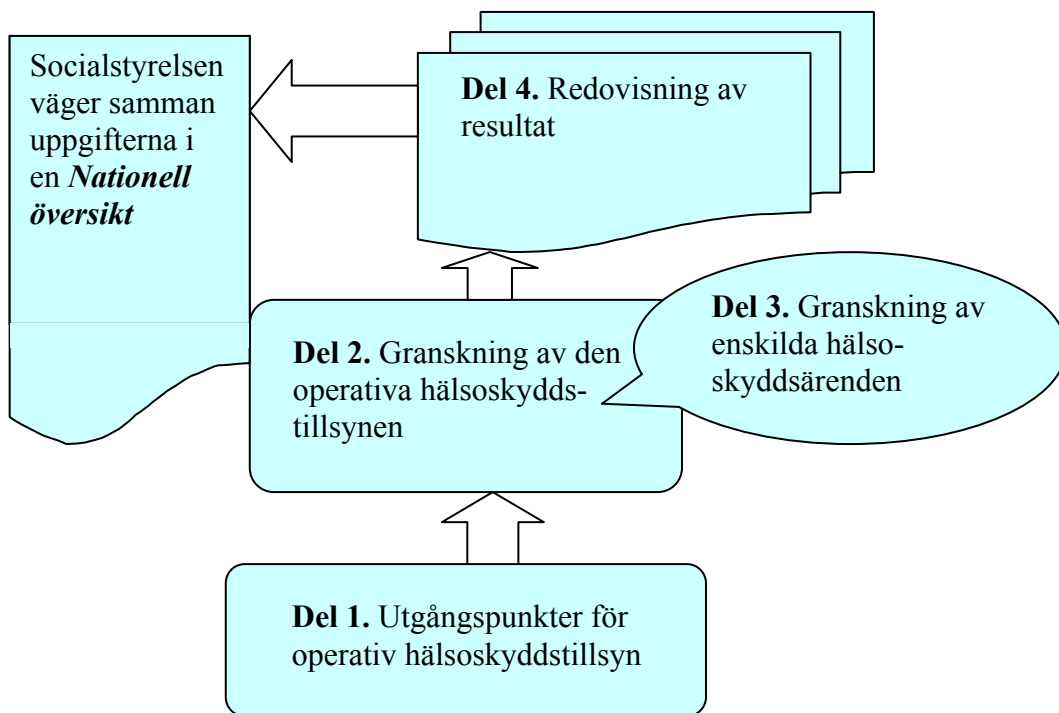 Socialstyrelsen
väger samman
uppgifterna i
en Nationell
översikt
Del 4. Redovisning av
resultat
Del 3. Granskning av
enskilda hälso-
skyddsärenden
Del 2. Granskning av den
operativa hälsoskydds-
tillsynen
Del 1. Utgångspunkter för
operativ hälsoskyddstillsyn